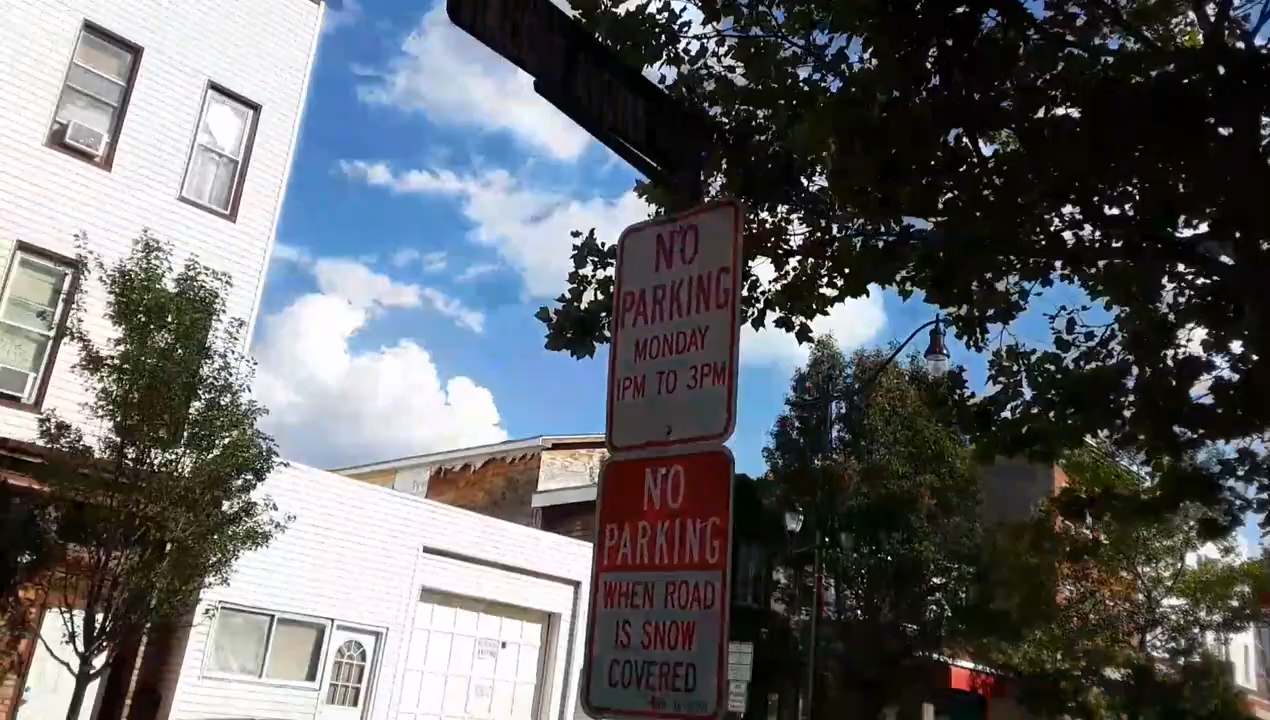 NO
PARKING
MONDAY
1PM TO 3PM
NO
PARKING
WHEN ROAD
IS SNOW
COVERED